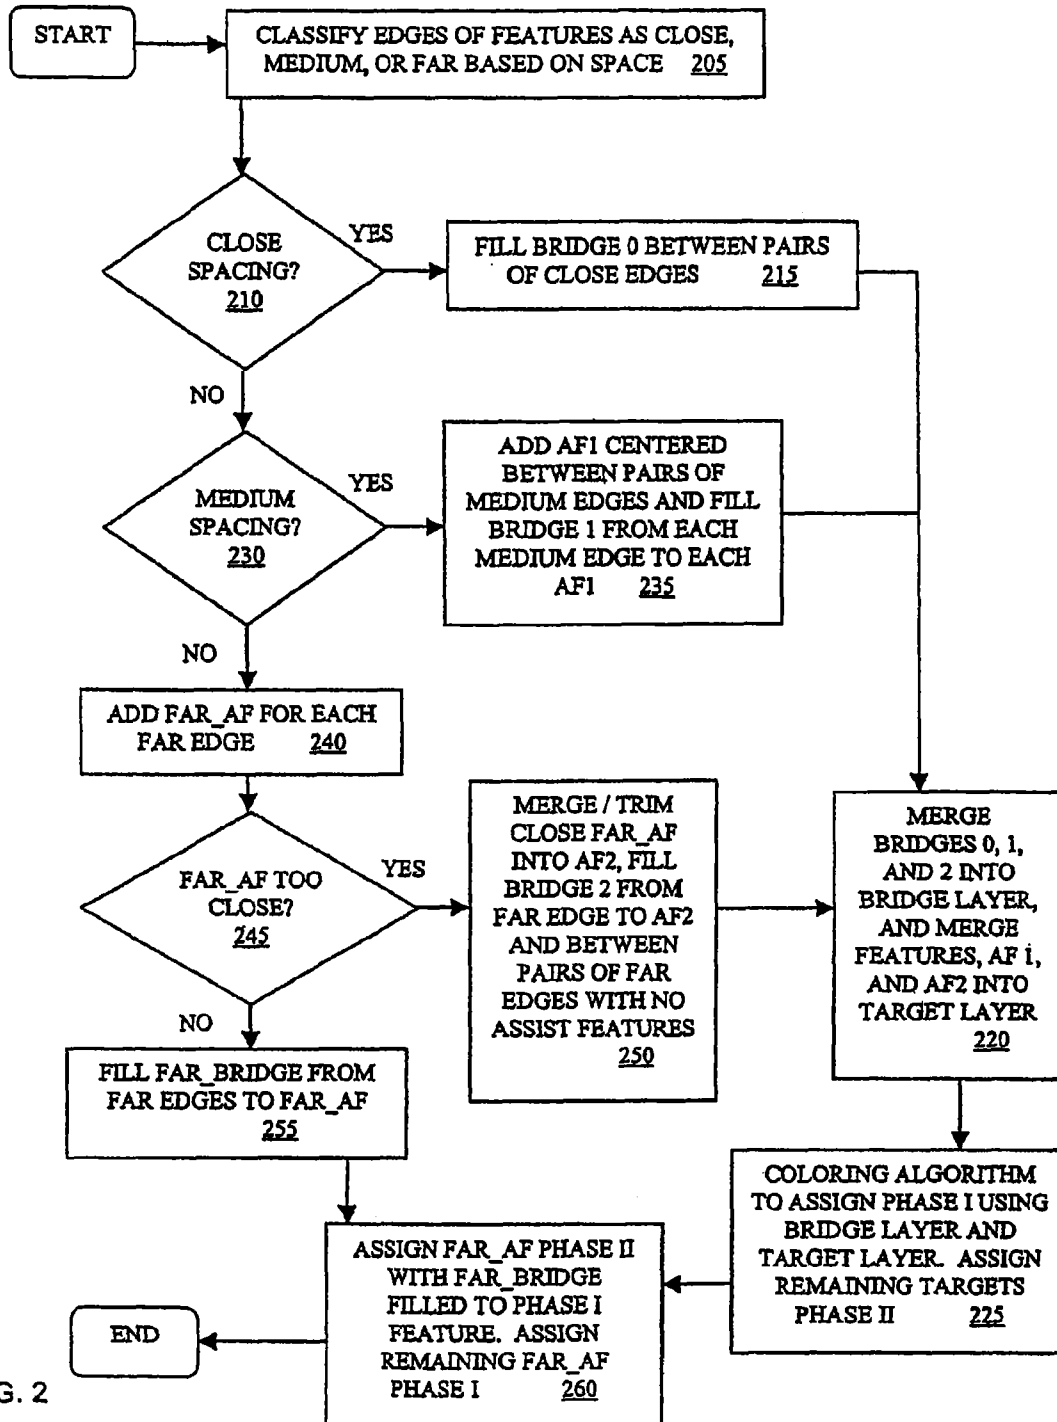 START
CLASSIFY EDGES OF FEATURES AS CLOSE,
MEDIUM, OR FAR BASED ON SPACE 205
CLOSE
SPACING?
210
YES
FILL BRIDGE 0 BETWEEN PAIRS
OF CLOSE EDGES 215
NO
MEDIUM
SPACING?
230
YES
ADD AF1 CENTERED
BETWEEN PAIRS OF
MEDIUM EDGES AND FILL
BRIDGE 1 FROM EACH
MEDIUM EDGE TO EACH
AF1 235
NO
ADD FAR_AF FOR EACH
FAR EDGE 240
FAR_AF TOO
CLOSE?
245
YES
MERGE / TRIM
CLOSE FAR_AF
INTO AF2, FILL
BRIDGE 2 FROM
FAR EDGE TO AF2
AND BETWEEN
PAIRS OF FAR
EDGES WITH NO
ASSIST FEATURES
250
MERGE
BRIDGES 0, 1,
AND 2 INTO
BRIDGE LAYER,
AND MERGE
FEATURES, AF 1,
AND AF2 INTO
TARGET LAYER
220
NO
FILL FAR_BRIDGE FROM
FAR EDGES TO FAR_AF
255
COLORING ALGORITHM
TO ASSIGN PHASE I USING
BRIDGE LAYER AND
TARGET LAYER. ASSIGN
REMAINING TARGETS
PHASE II 225
ASSIGN FAR_AF PHASE II
WITH FAR_BRIDGE
FILLED TO PHASE I
FEATURE. ASSIGN
REMAINING FAR_AF
PHASE I 260
END
G. 2